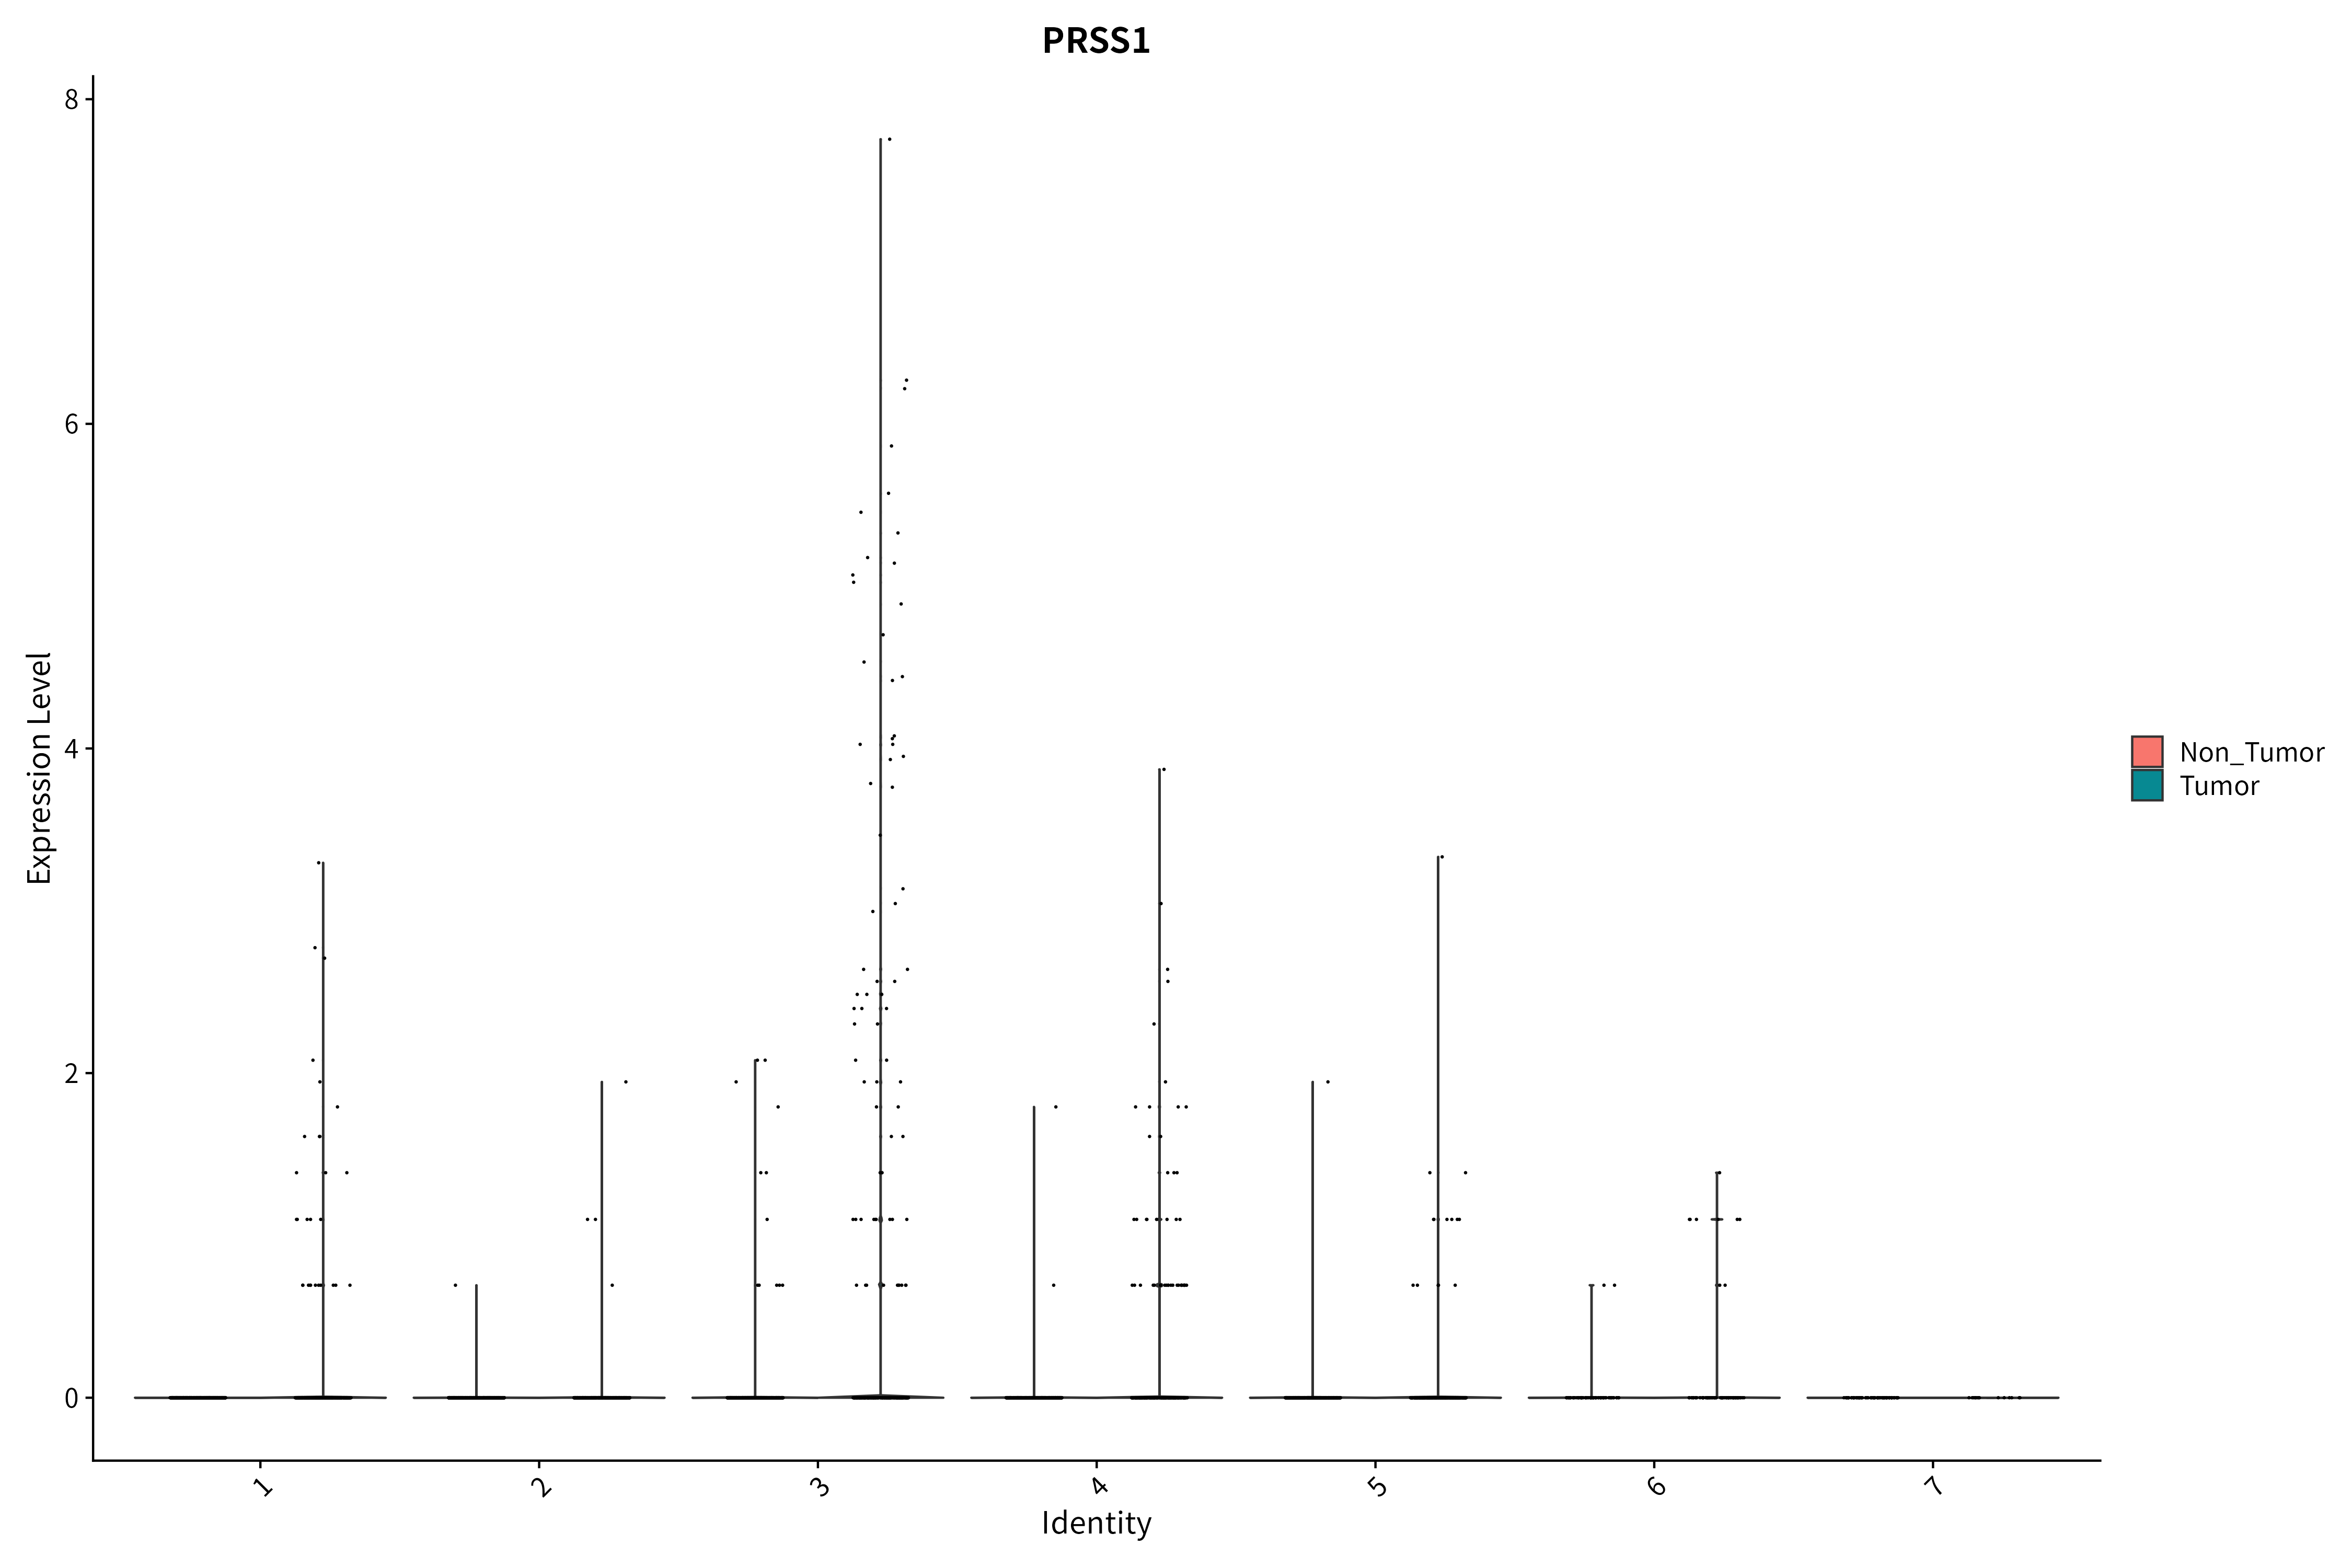 PRSS1
8
6
4
2
0
Expression Level
1
2
3
4
5
6
7
Identity
Non_Tumor
Tumor